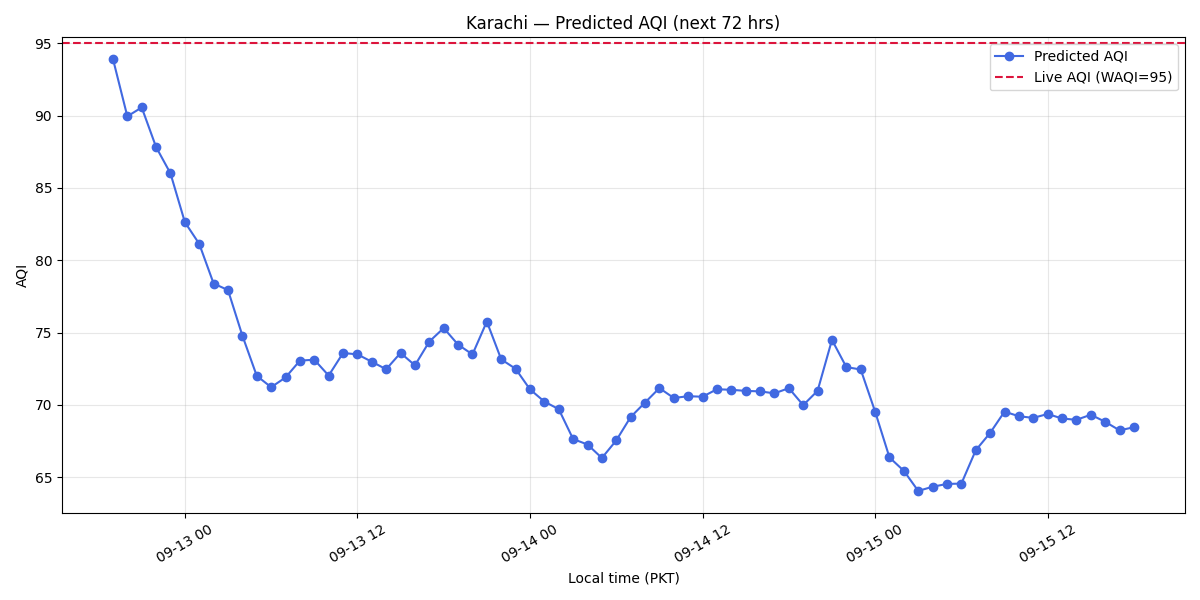 Karachi — Predicted AQI (next 72 hrs)
Predicted AQI
Live AQI (WAQI=95)
AQI
95
90
85
80
75
70
65
09-13 00
09-13 12
09-14 00
09-14 12
09-15 00
09-15 12
Local time (PKT)